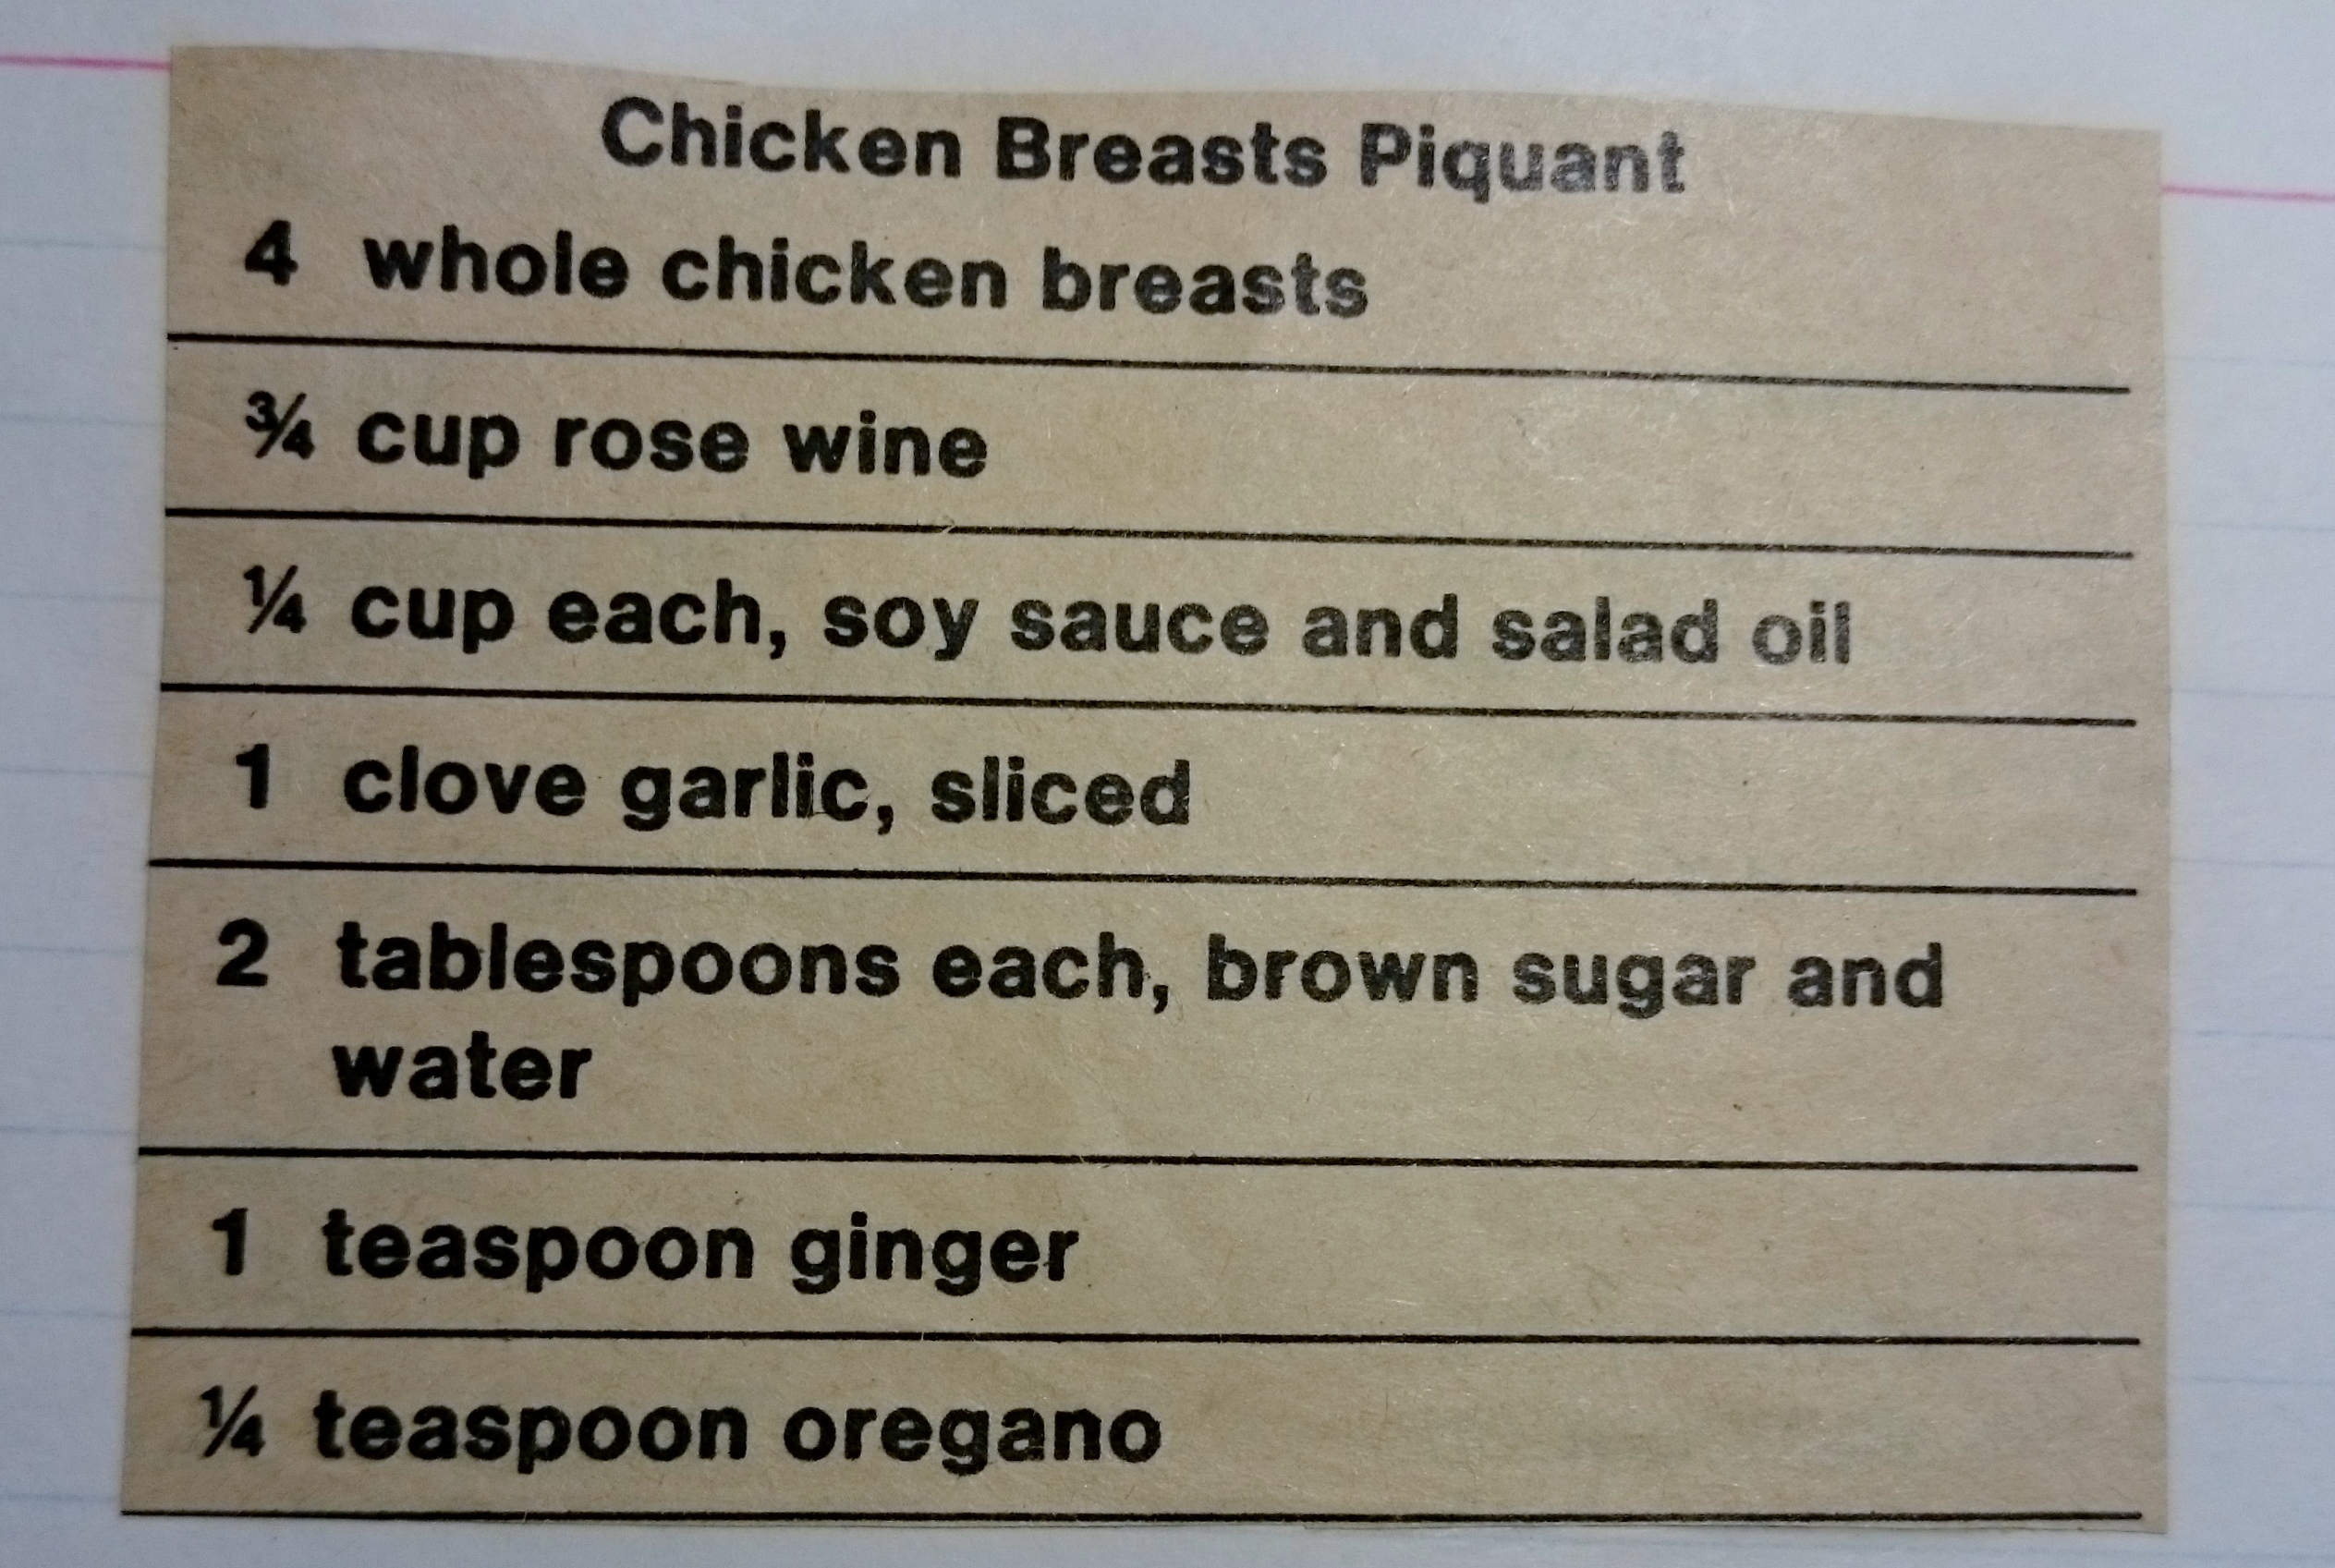 Chicken Breasts Piquant
4 whole chicken breasts
¾ cup rose wine
¼ cup each, soy sauce and salad oil
1 clove garlic, sliced
2 tablespoons each, brown sugar and
water
1 teaspoon ginger
¼ teaspoon oregano